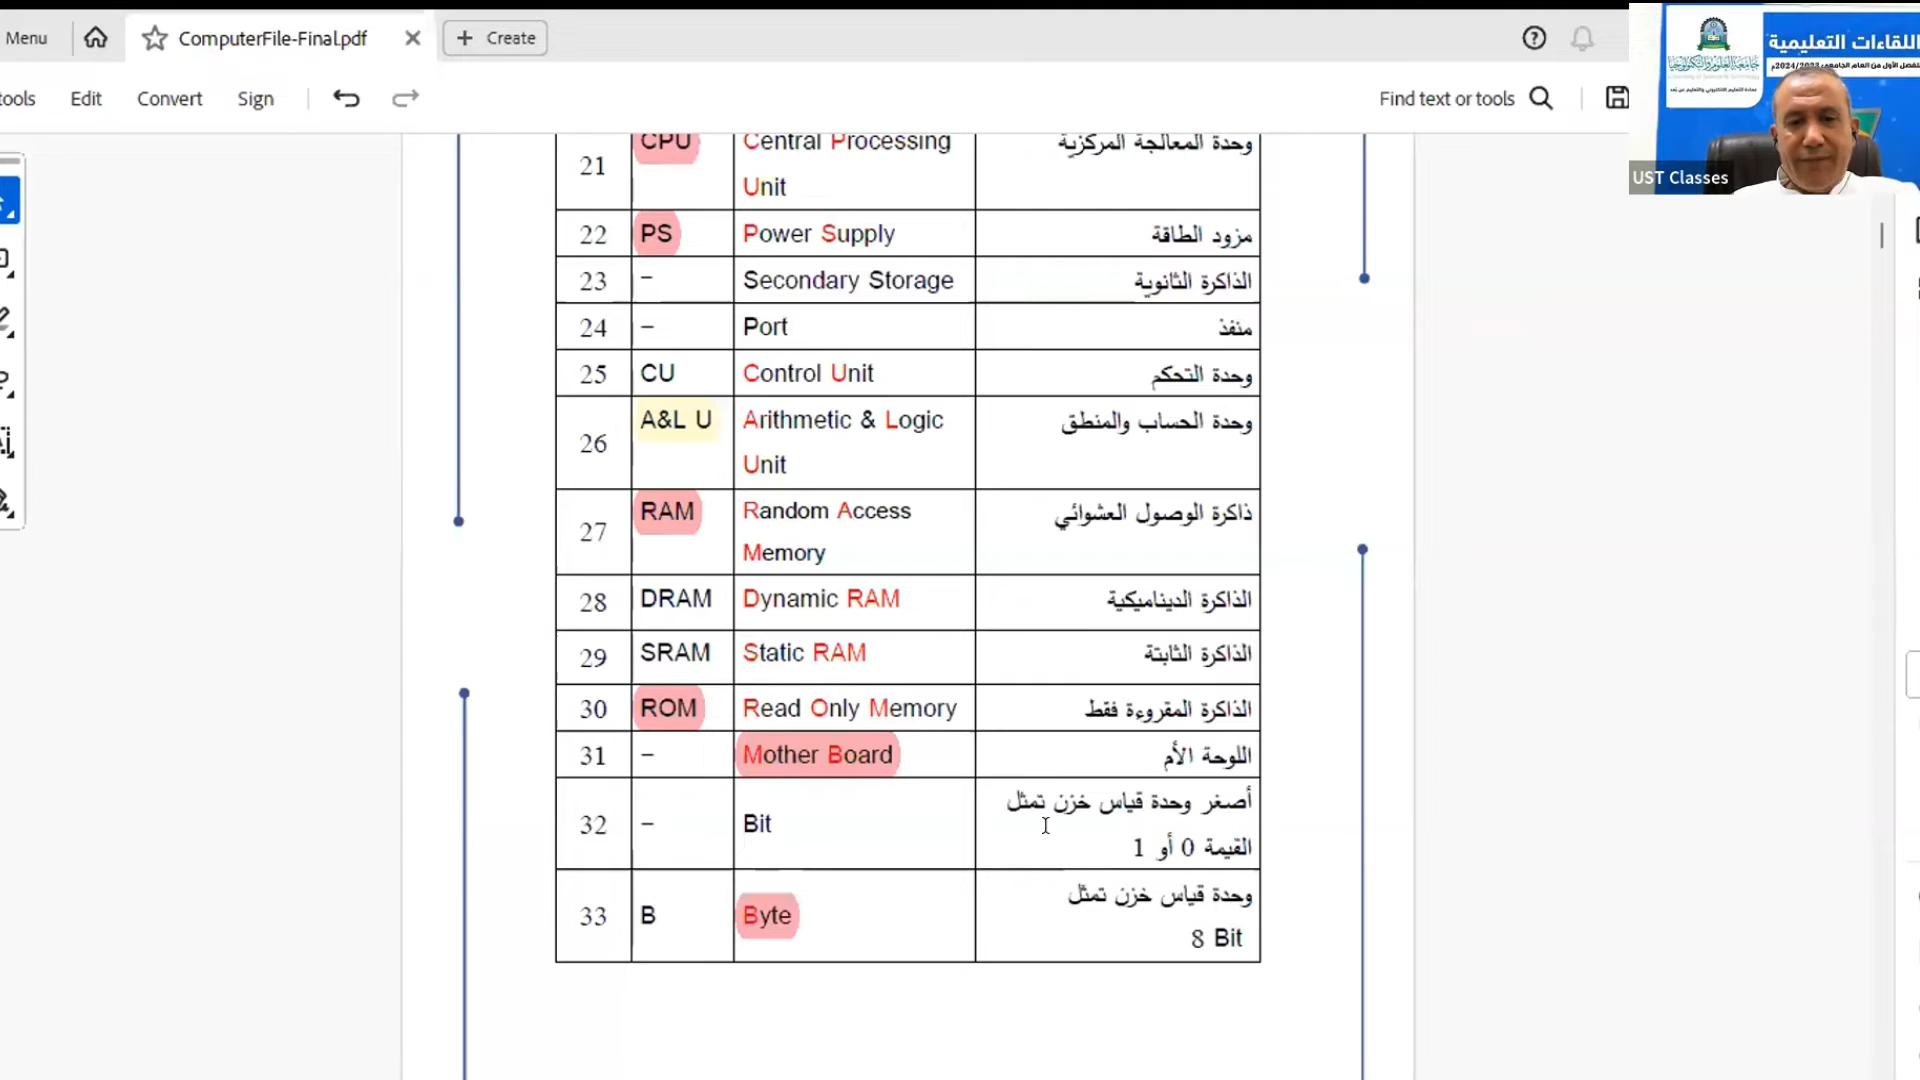 Menu
ComputerFile-Final.pdf
Create
tools
Edit
Convert
Sign
Find text or tools
اللقاءات التعليمية
UST Classes
21 CPU Central Processing Unit وحدة المعالجة المركزية
22 PS Power Supply مزود الطاقة
23 – Secondary Storage الذاكرة الثانوية
24 – Port منفذ
25 CU Control Unit وحدة التحكم
26 A&L U Arithmetic & Logic Unit وحدة الحساب والمنطق
27 RAM Random Access Memory ذاكرة الوصول العشوائي
28 DRAM Dynamic RAM الذاكرة الديناميكية
29 SRAM Static RAM الذاكرة الثابتة
30 ROM Read Only Memory الذاكرة المقروءة فقط
31 – Mother Board اللوحة الأم
32 – Bit أصغر وحدة قياس خزن تمثل
القيمة 0 أو 1
33 B Byte وحدة قياس خزن تمثل
8 Bit